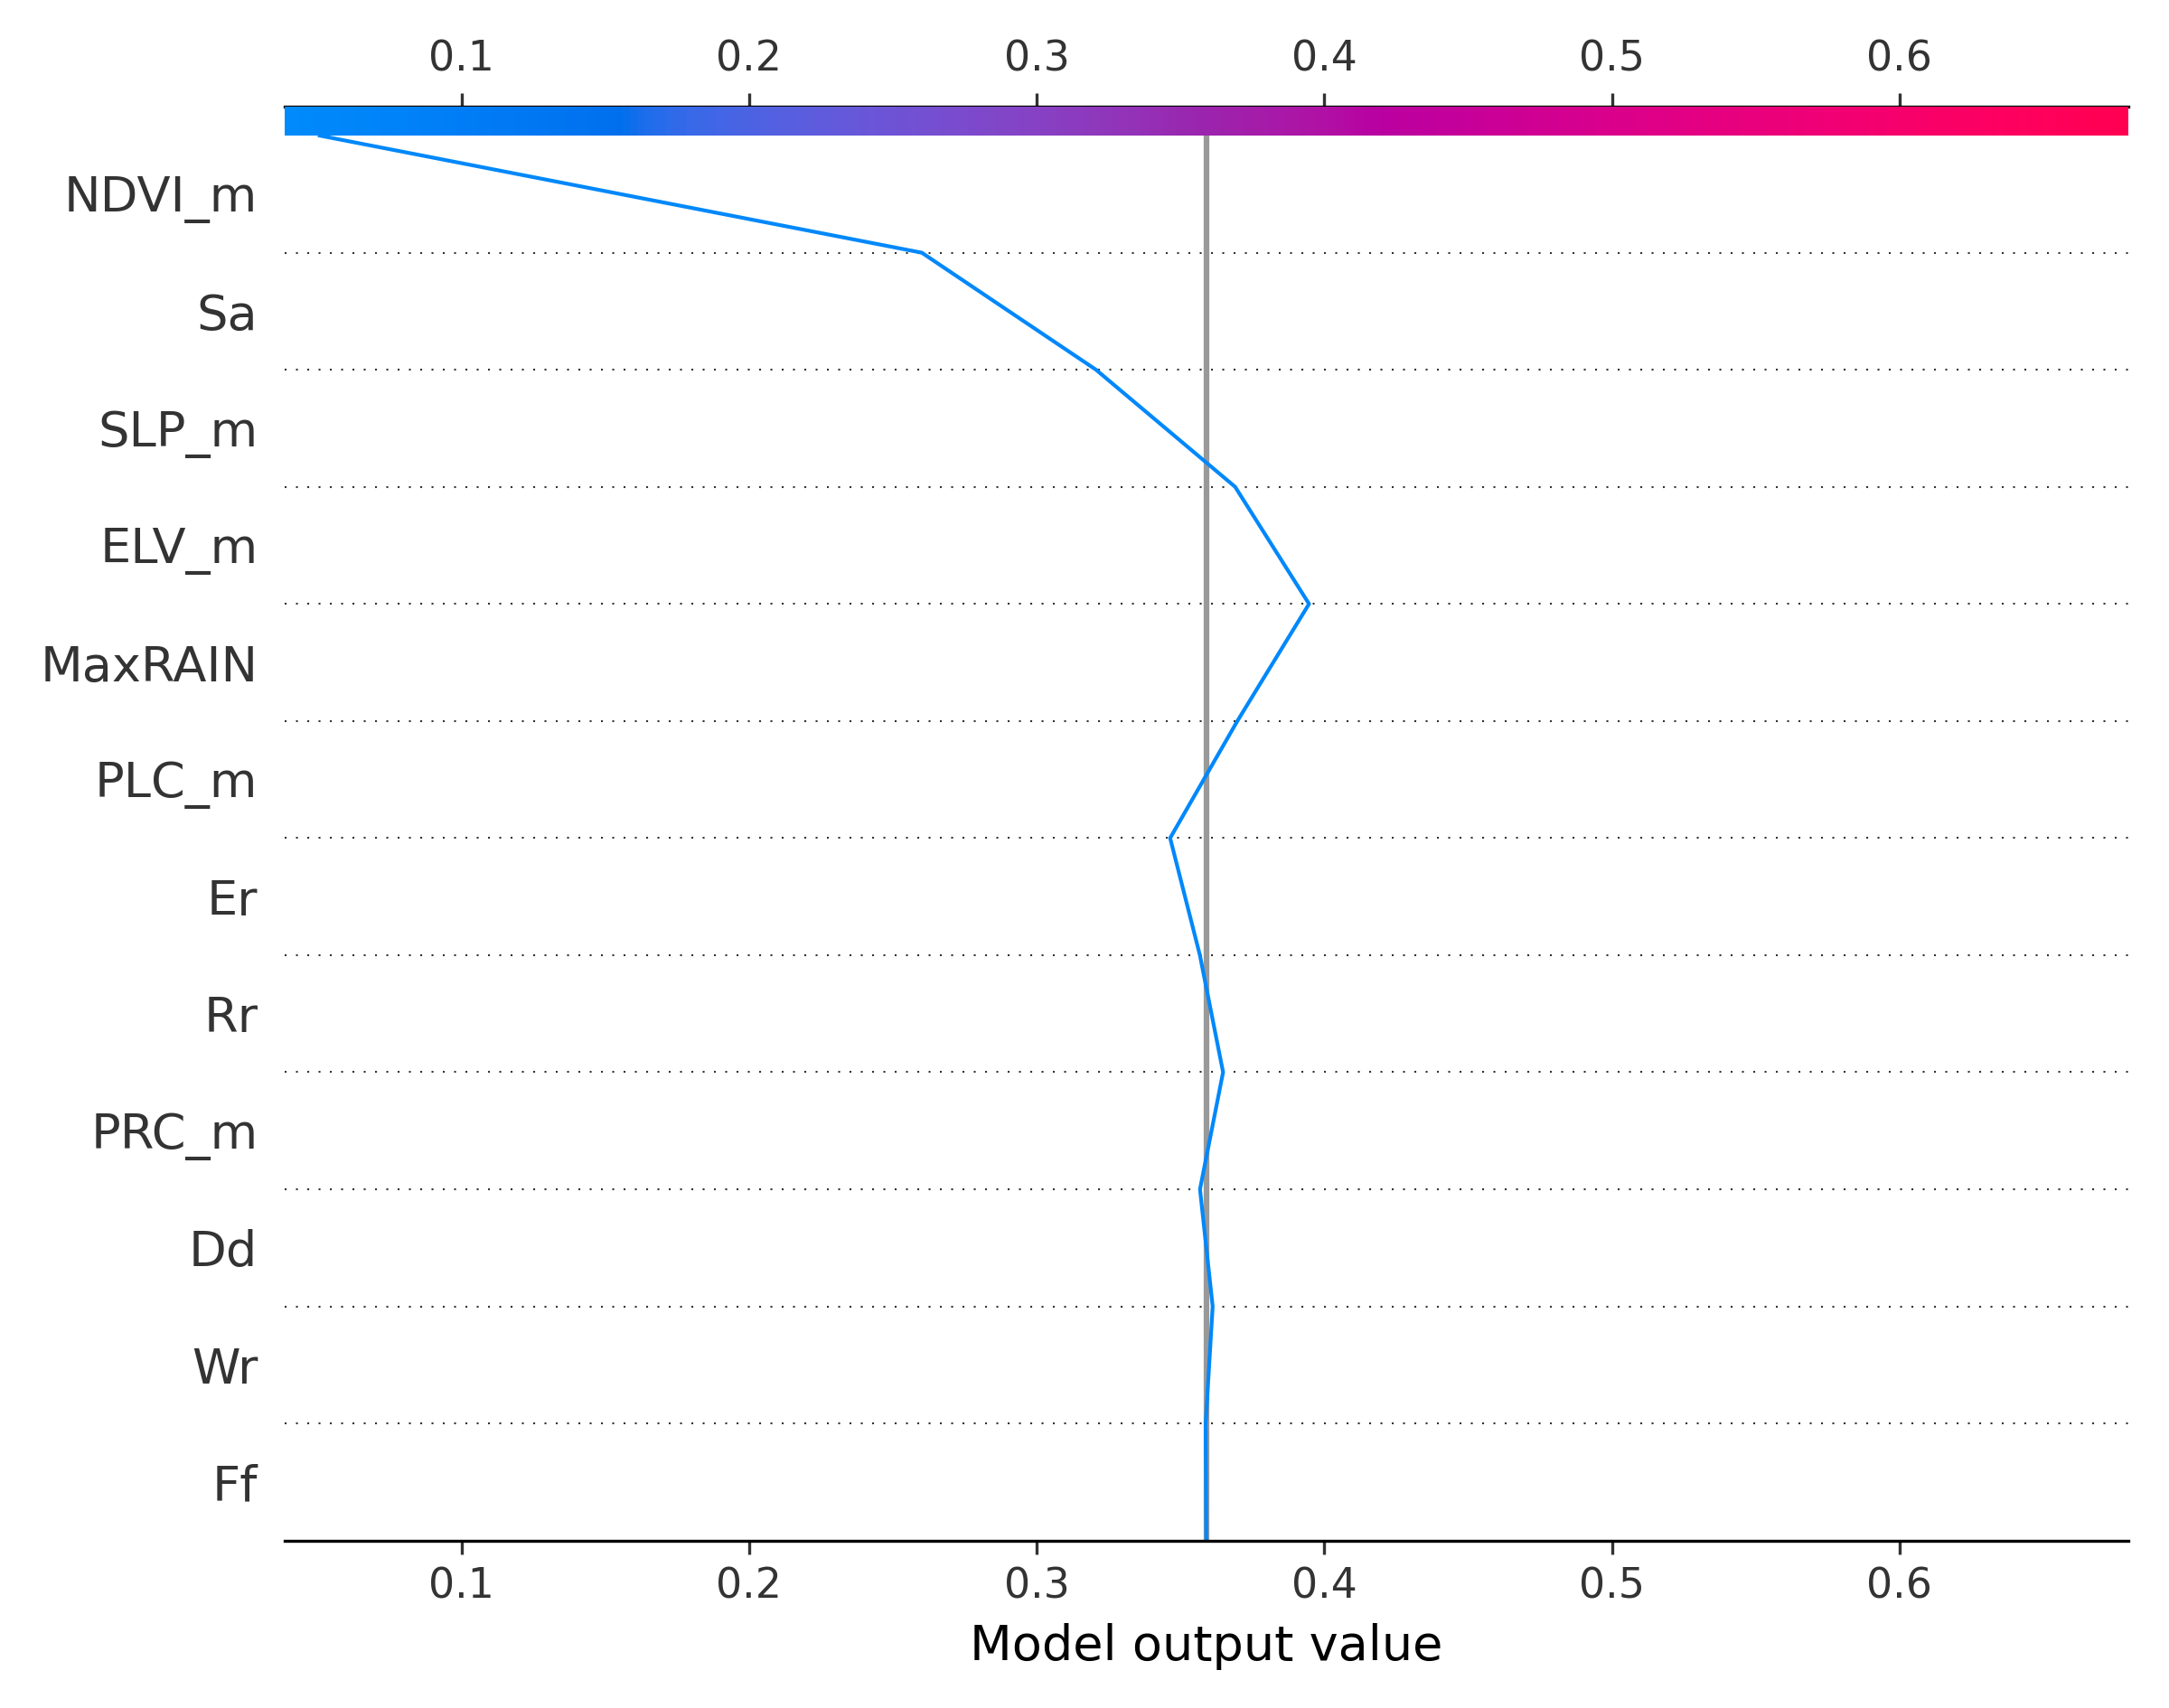 0.1 0.2 0.3 0.4 0.5 0.6
NDVI_m
Sa
SLP_m
ELV_m
MaxRAIN
PLC_m
Er
Rr
PRC_m
Dd
Wr
Ff
0.1 0.2 0.3 0.4 0.5 0.6
Model output value